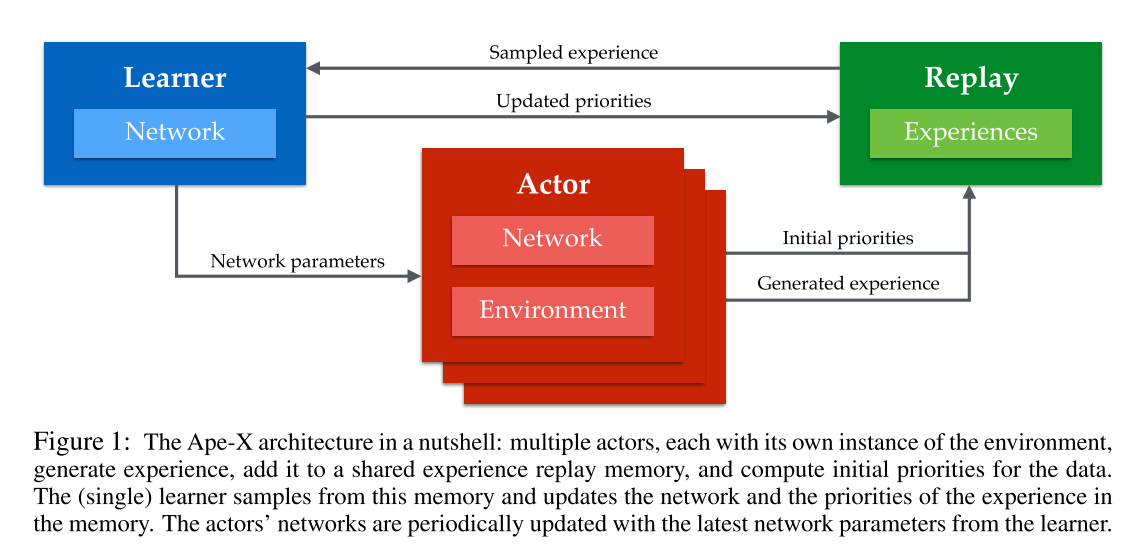 Sampled experience
Learner
Replay
Updated priorities
Network
Experiences
Actor
Network
Initial priorities
Network parameters
Generated experience
Environment
Figure 1: The Ape-X architecture in a nutshell: multiple actors, each with its own instance of the environment,
generate experience, add it to a shared experience replay memory, and compute initial priorities for the data.
The (single) learner samples from this memory and updates the network and the priorities of the experience in
the memory. The actors' networks are periodically updated with the latest network parameters from the learner.